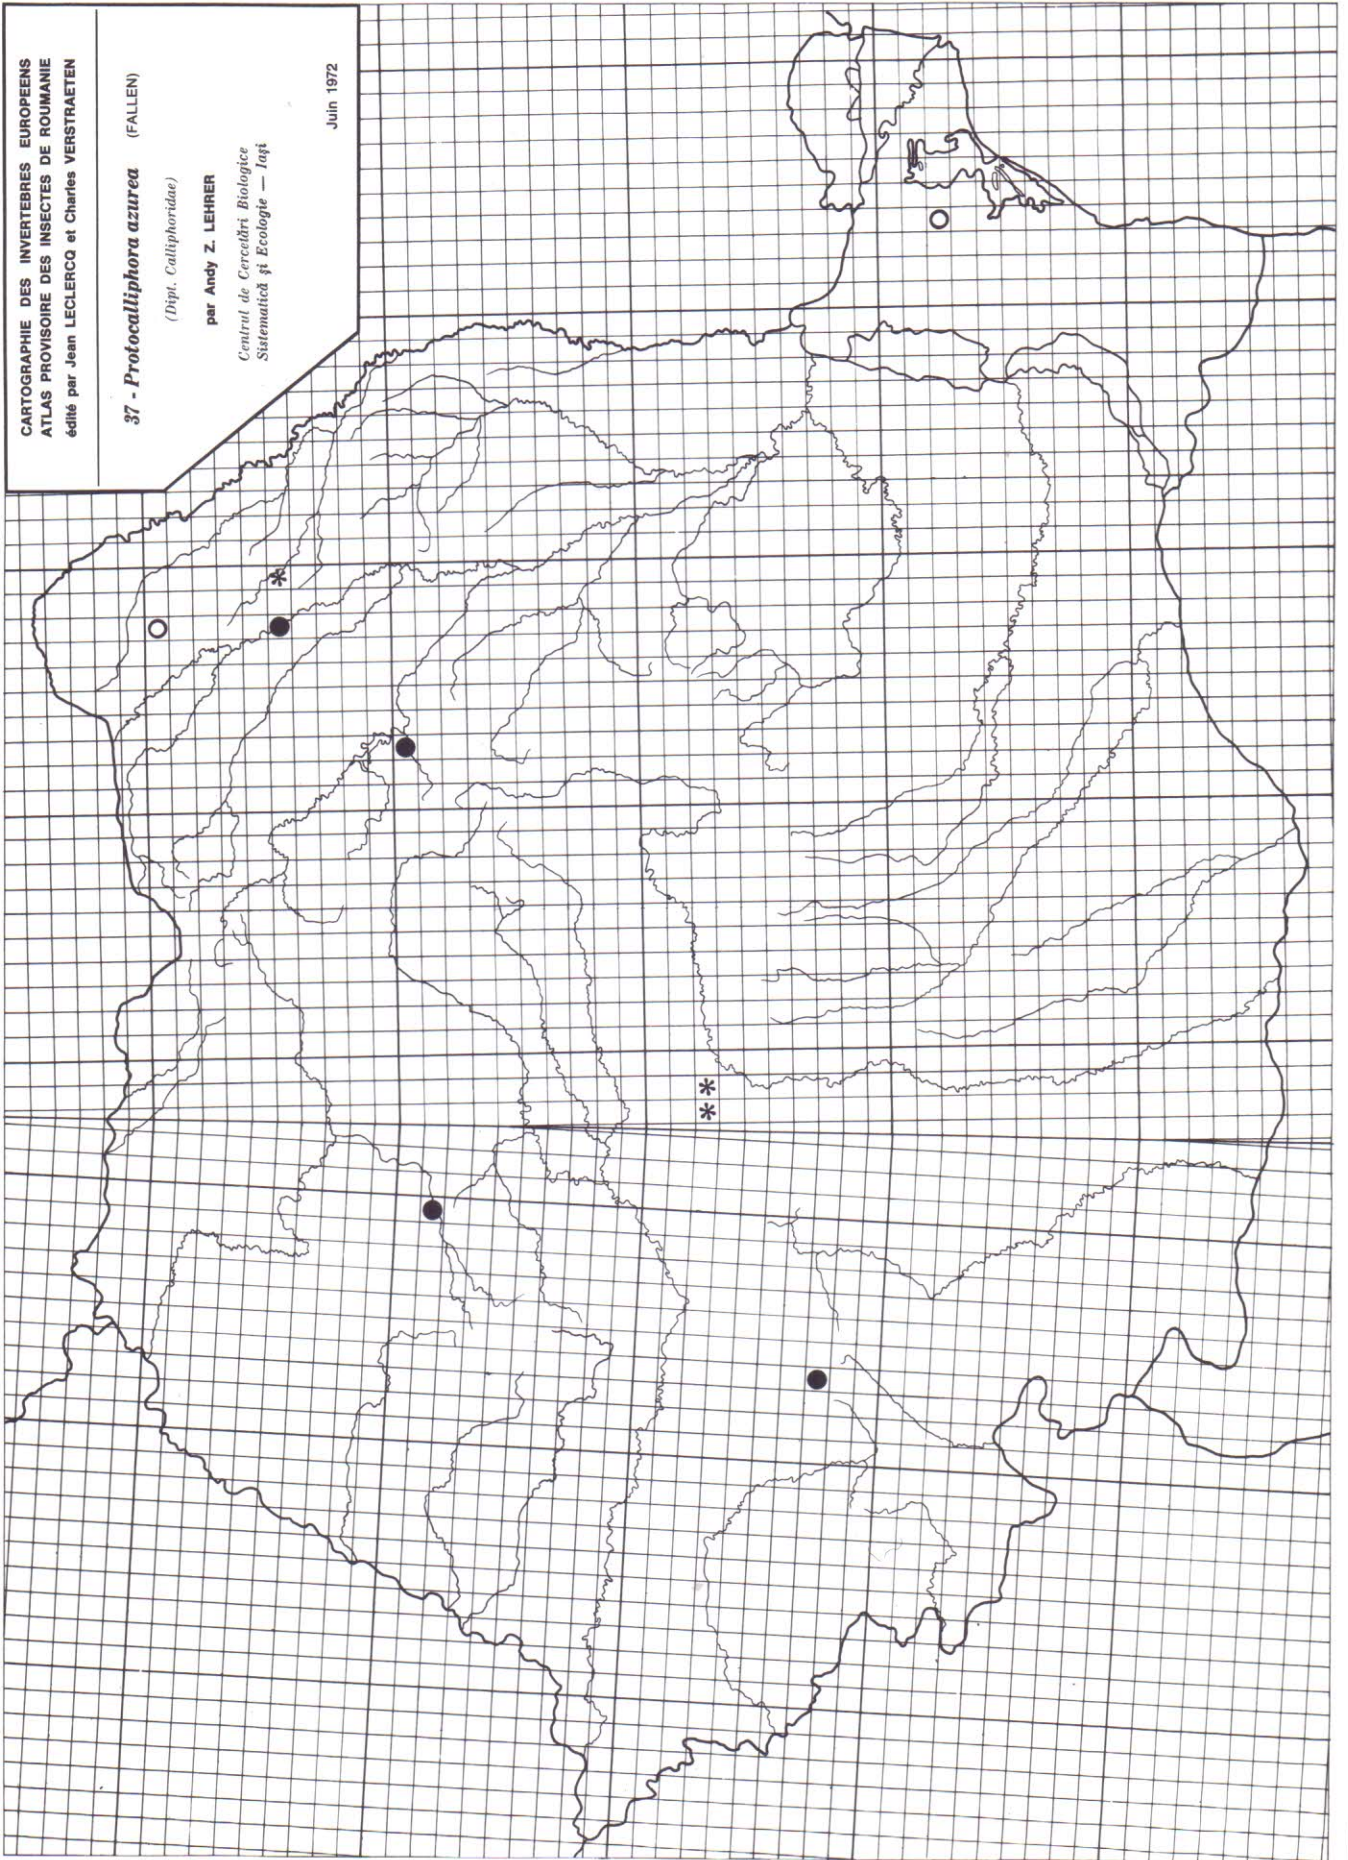 CARTOGRAPHIE DES INVERTEBRES EUROPEENS
ATLAS PROVISOIRE DES INSECTES DE ROUMANIE
édité par Jean LECLERCQ et Charles VERSTRAETEN
37 - Protocalliphora azurea (FALLEN)
(Dipt. Calliphoridae)
par Andy Z. LEHRER
Centrul de Cercetări Biologice
Sistematică şi Ecologie — Iaşi
Juin 1972